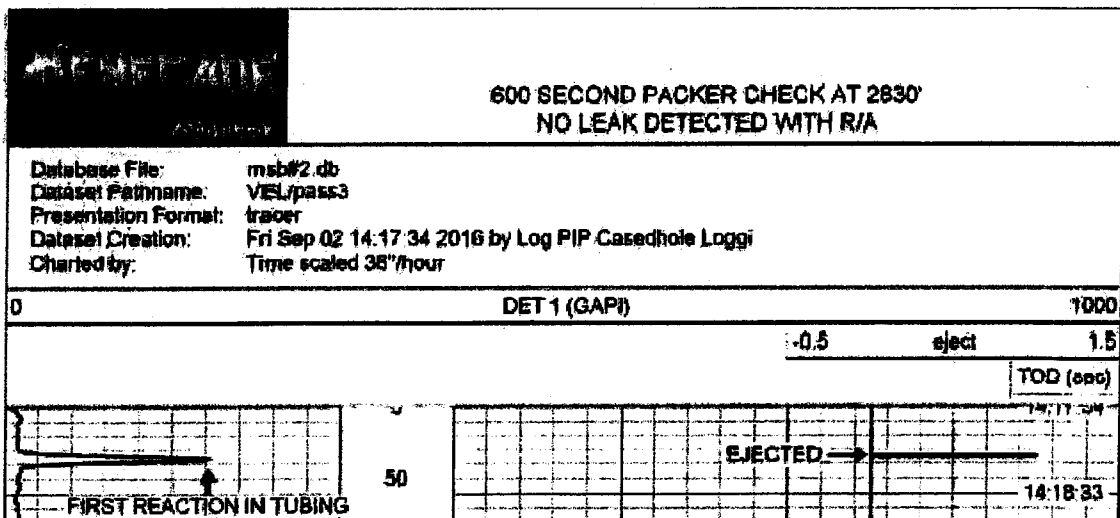 600 SECOND PACKER CHECK AT 2830'
NO LEAK DETECTED WITH R/A
Database File: msb#2.db
Dataset Pathname: VEL/pass3
Presentation Format: tracer
Dataset Creation: Fri Sep 02 14:17:34 2016 by Log PIP Casedhole Loggi
Charted by: Time scaled 36"/hour
0 DET 1 (GAPI) 1000
-0.5 eject 1.5
TOD (sec)
EJECTED
50
14:18:33
FIRST REACTION IN TUBING